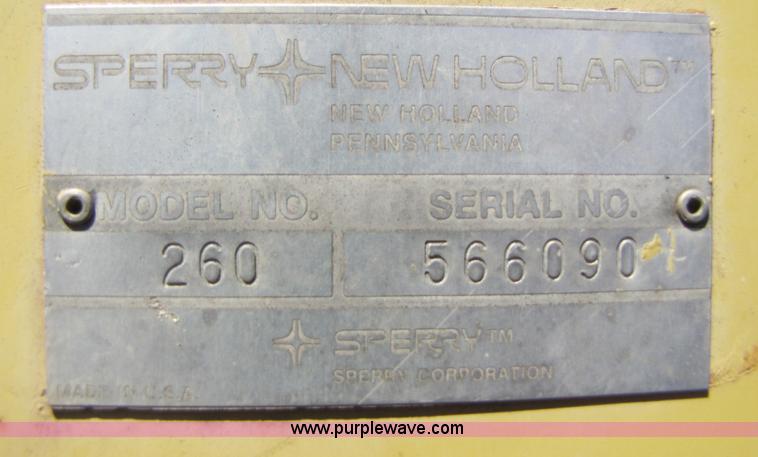 SPERRY NEW HOLLAND™
NEW HOLLAND
PENNSYLVANIA
MODEL NO. SERIAL NO.
260 566090
SPERRY™
SPERRY CORPORATION
MADE IN U.S.A.
www.purplewave.com